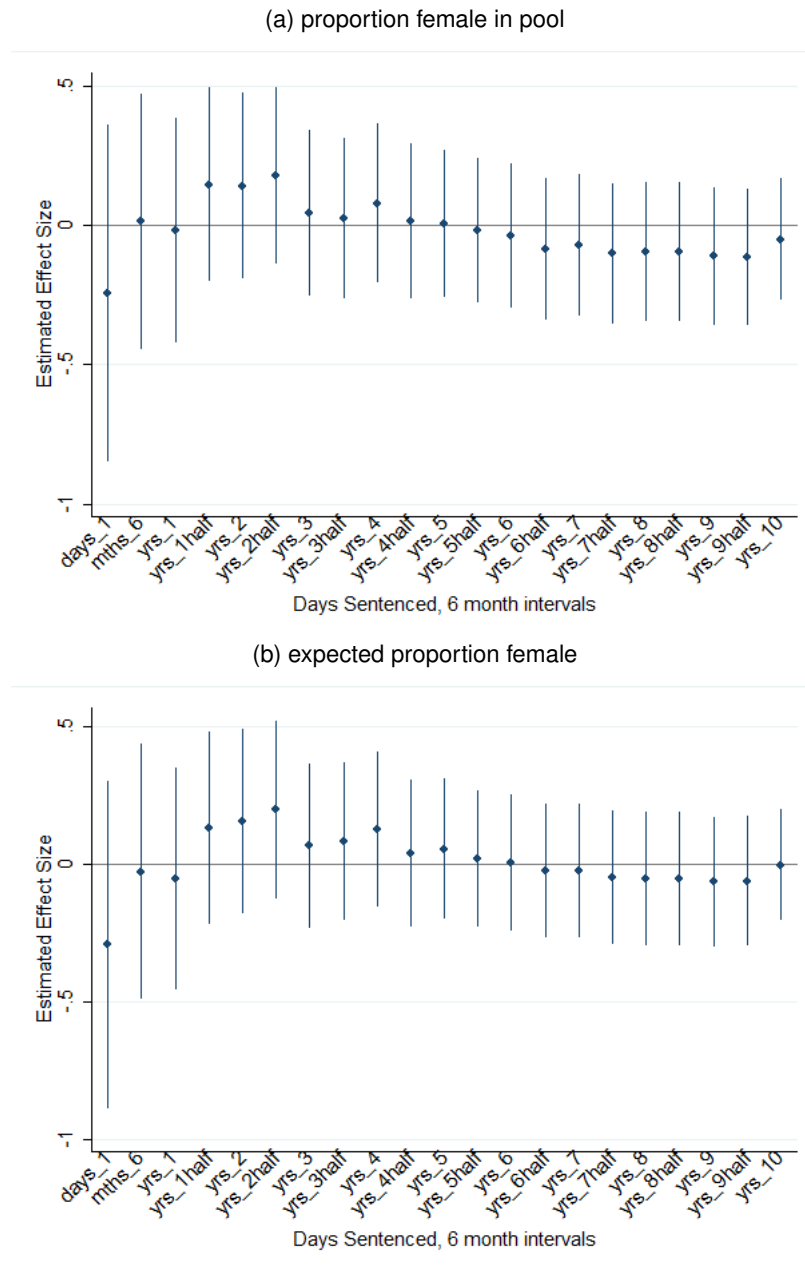 (a) proportion female in pool
.5
0
-.5
-1
Estimated Effect Size
days_1
mths_6
yrs_1
yrs_1half
yrs_2
yrs_2half
yrs_3
yrs_3half
yrs_4
yrs_4half
yrs_5
yrs_5half
yrs_6
yrs_6half
yrs_7
yrs_7half
yrs_8
yrs_8half
yrs_9
yrs_9half
yrs_10
Days Sentenced, 6 month intervals
(b) expected proportion female
.5
0
-.5
-1
Estimated Effect Size
days_1
mths_6
yrs_1
yrs_1half
yrs_2
yrs_2half
yrs_3
yrs_3half
yrs_4
yrs_4half
yrs_5
yrs_5half
yrs_6
yrs_6half
yrs_7
yrs_7half
yrs_8
yrs_8half
yrs_9
yrs_9half
yrs_10
Days Sentenced, 6 month intervals